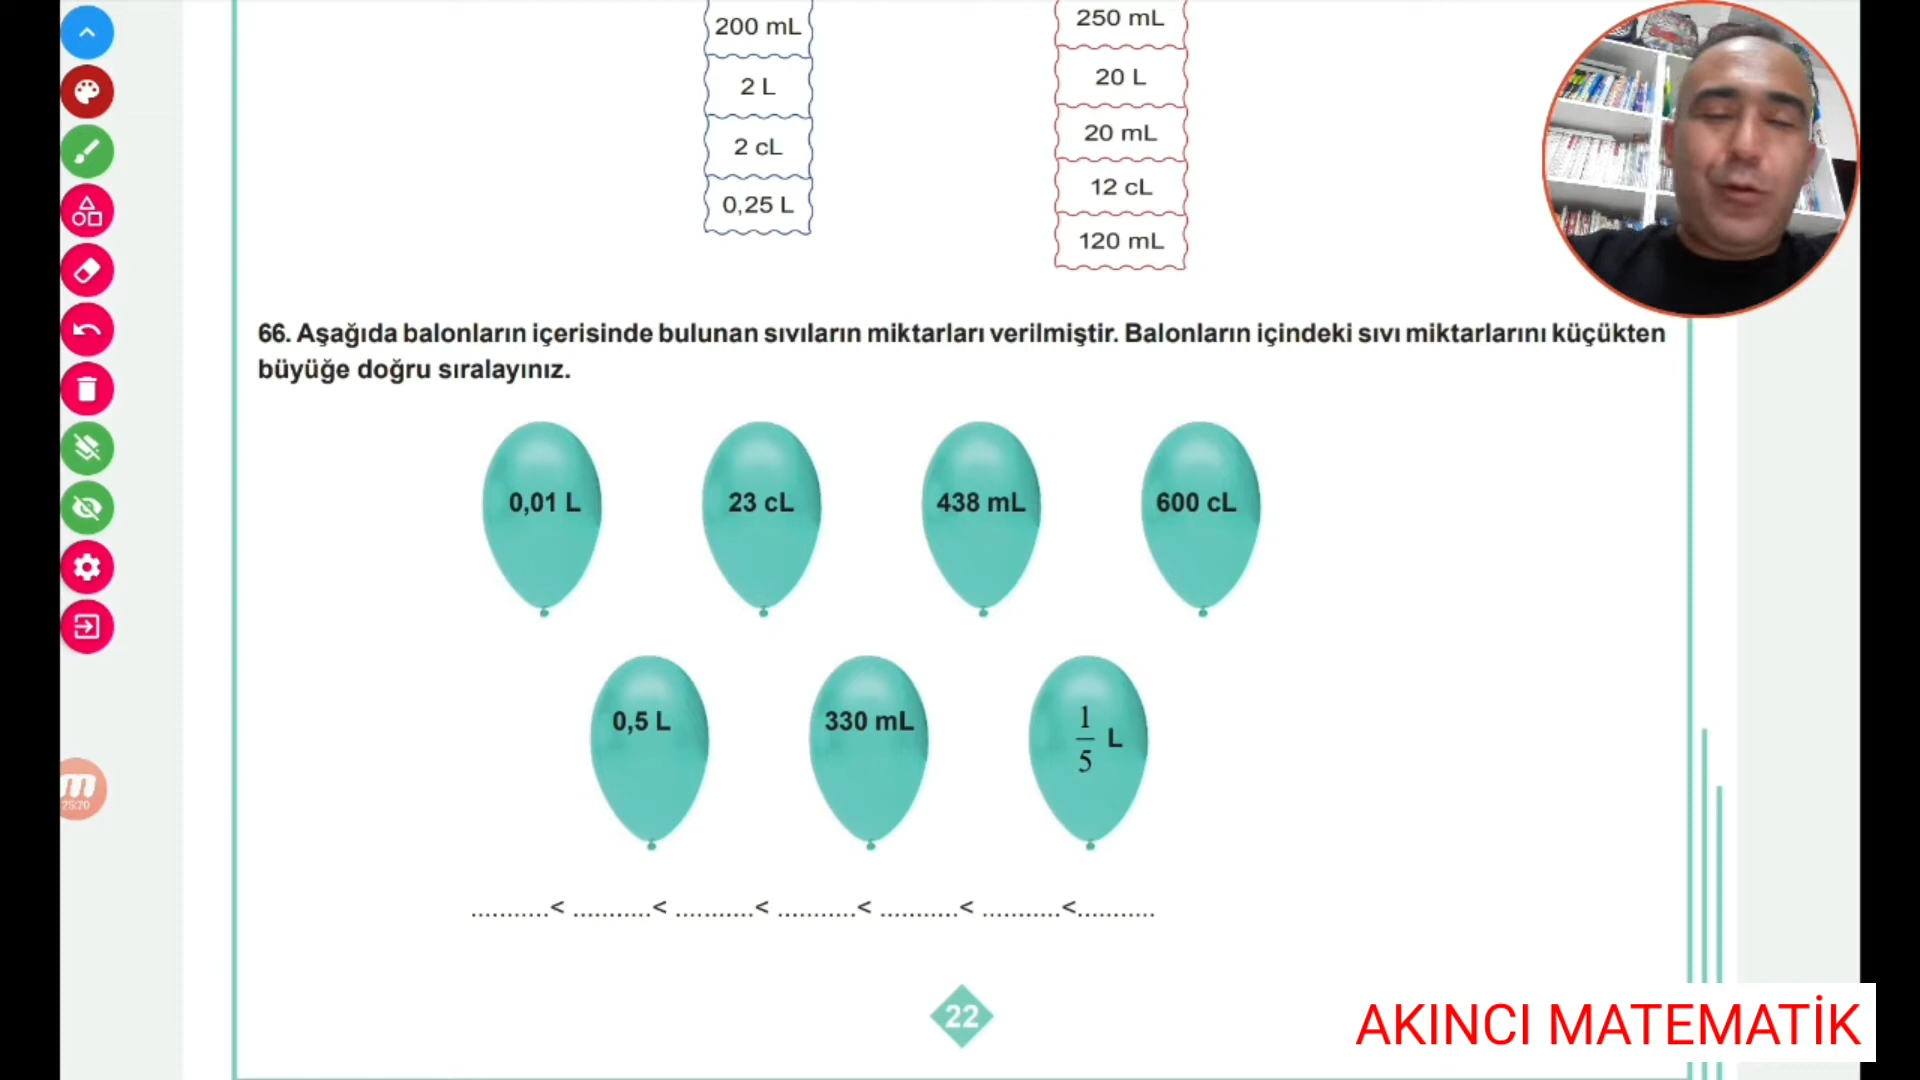 200 mL
2 L
2 cL
0,25 L
250 mL
20 L
20 mL
12 cL
120 mL
66. Aşağıda balonların içerisinde bulunan sıvıların miktarları verilmiştir. Balonların içindeki sıvı miktarlarını küçükten
büyüğe doğru sıralayınız.
0,01 L
23 cL
438 mL
600 cL
0,5 L
330 mL
1
5 L
...........< ...........< ...........< ...........< ...........< ...........<...........
22
m
25:20
AKINCI MATEMATİK